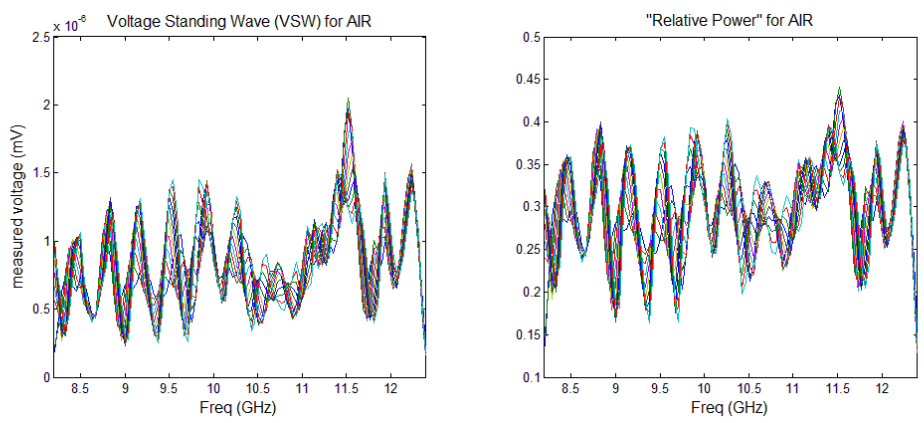 Voltage Standing Wave (VSW) for AIR
x 10^-6
2.5
2
1.5
1
0.5
0
measured voltage (mV)
8.5 9 9.5 10 10.5 11 11.5 12
Freq (GHz)
"Relative Power" for AIR
0.5
0.45
0.4
0.35
0.3
0.25
0.2
0.15
0.1
8.5 9 9.5 10 10.5 11 11.5 12
Freq (GHz)